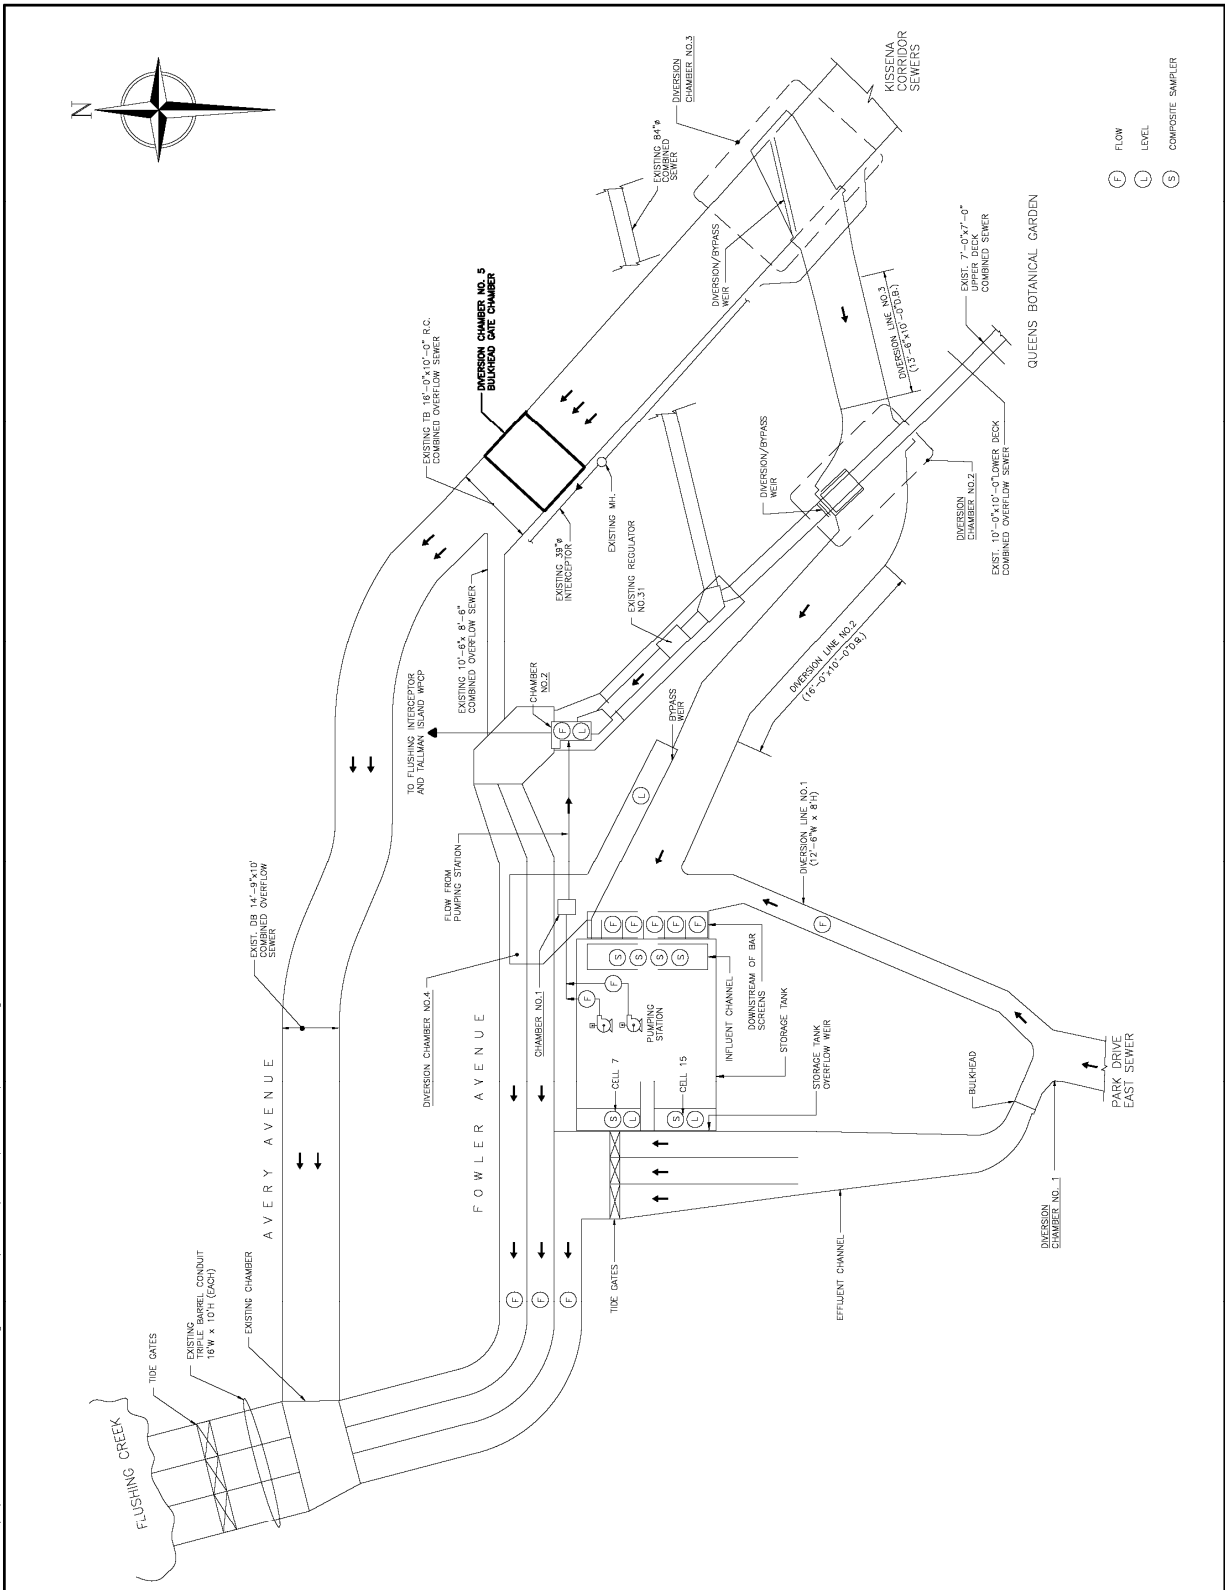 N
KISSENA
CORRIDOR
SEWERS
DIVERSION
CHAMBER NO.3
EXISTING 84"ø
COMBINED
SEWER
F FLOW
L LEVEL
S COMPOSITE SAMPLER
DIVERSION/BYPASS
WEIR
DIVERSION CHAMBER NO. 5
BULKHEAD GATE CHAMBER
EXISTING TB 16'-0"x10'-0" R.C.
COMBINED OVERFLOW SEWER
DIVERSION LINE NO.3
(13'-6"x10'-0"D.B.)
EXIST. 7'-0"x7'-0"
UPPER DECK
COMBINED SEWER
QUEENS BOTANICAL GARDEN
EXISTING MH.
EXISTING 39"ø
INTERCEPTOR
EXISTING REGULATOR
NO.31
DIVERSION/BYPASS
WEIR
DIVERSION
CHAMBER NO.2
EXIST. 10'-0"x10'-0"LOWER DECK
COMBINED OVERFLOW SEWER
EXISTING 10'-6"x 8'-6"
COMBINED OVERFLOW SEWER
TO FLUSHING INTERCEPTOR
AND TALLMAN ISLAND WPCP
CHAMBER
NO.2
F
L
BYPASS
WEIR
DIVERSION LINE NO.2
(16'-0"x10'-0"D.B.)
L
DIVERSION LINE NO.1
(12'-6"W x 8'H)
F
FLOW FROM
PUMPING STATION
EXIST. DB 14'-9"x10'
COMBINED OVERFLOW
SEWER
DIVERSION CHAMBER NO.4
CHAMBER NO.1
F
F
F
F
F
S
S
S
S
F
F
PUMPING
STATION
INFLUENT CHANNEL
DOWNSTREAM OF BAR
SCREENS
STORAGE TANK
STORAGE TANK
OVERFLOW WEIR
CELL 7
CELL 15
S
L
S
L
BULKHEAD
PARK DRIVE
EAST SEWER
AVERY AVENUE
FOWLER AVENUE
DIVERSION
CHAMBER NO. 1
EFFLUENT CHANNEL
TIDE GATES
F
F
F
EXISTING CHAMBER
EXISTING
TRIPLE BARREL CONDUIT
16'W x 10'H (EACH)
TIDE GATES
FLUSHING CREEK